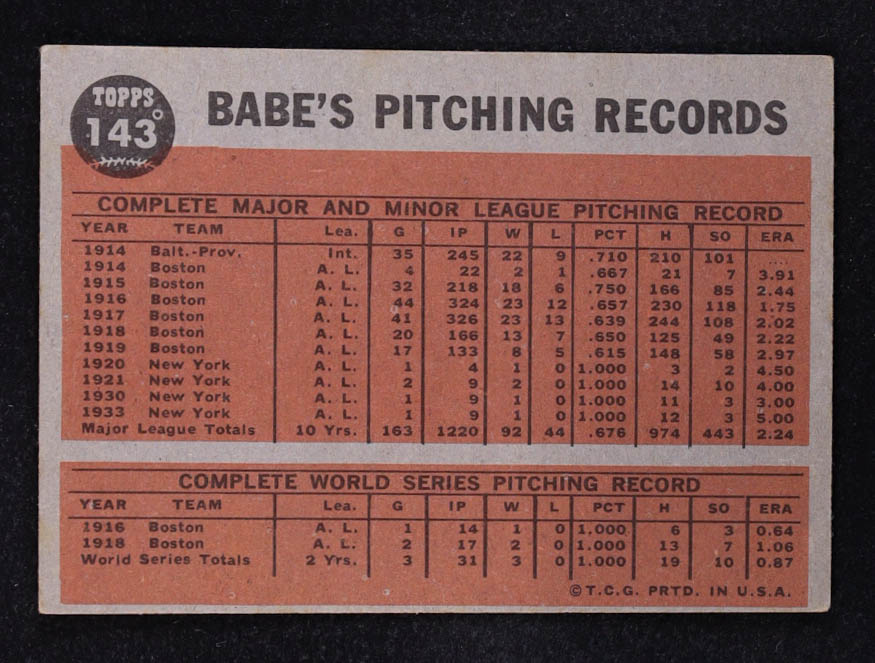 TOPPS
143
BABE'S PITCHING RECORDS
COMPLETE MAJOR AND MINOR LEAGUE PITCHING RECORD
YEAR TEAM Lea. G IP W L PCT H SO ERA
1914 Balt.-Prov. Int. 35 245 22 9 .710 210 101 ....
1914 Boston A. L. 4 22 2 1 .667 21 7 3.91
1915 Boston A. L. 32 218 18 6 .750 166 85 2.44
1916 Boston A. L. 44 324 23 12 .657 230 118 1.75
1917 Boston A. L. 41 326 23 13 .639 244 108 2.02
1918 Boston A. L. 20 166 13 7 .650 125 49 2.22
1919 Boston A. L. 17 133 8 5 .615 148 58 2.97
1920 New York A. L. 1 4 1 0 1.000 3 2 4.50
1921 New York A. L. 2 9 2 0 1.000 14 10 4.00
1930 New York A. L. 1 9 1 0 1.000 11 3 3.00
1933 New York A. L. 1 9 1 0 1.000 12 3 5.00
Major League Totals 10 Yrs. 163 1220 92 44 .676 974 443 2.24
COMPLETE WORLD SERIES PITCHING RECORD
YEAR TEAM Lea. G IP W L PCT H SO ERA
1916 Boston A. L. 1 14 1 0 1.000 6 3 0.64
1918 Boston A. L. 2 17 2 0 1.000 13 7 1.06
World Series Totals 2 Yrs. 3 31 3 0 1.000 19 10 0.87
© T.C.G. PRTD. IN U.S.A.